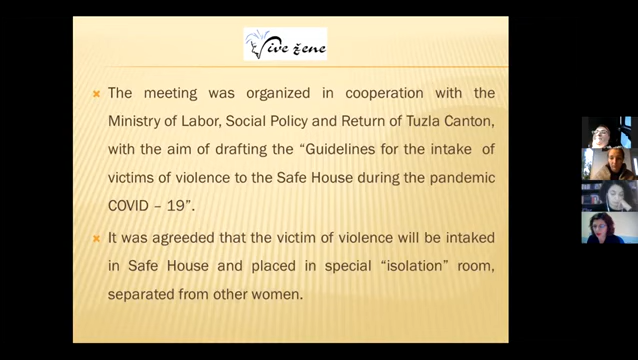 Vive žene
The meeting was organized in cooperation with the
Ministry of Labor, Social Policy and Return of Tuzla Canton,
with the aim of drafting the “Guidelines for the intake of
victims of violence to the Safe House during the pandemic
COVID – 19”.
It was agreeded that the victim of violence will be intaked
in Safe House and placed in special “isolation” room,
separated from other women.